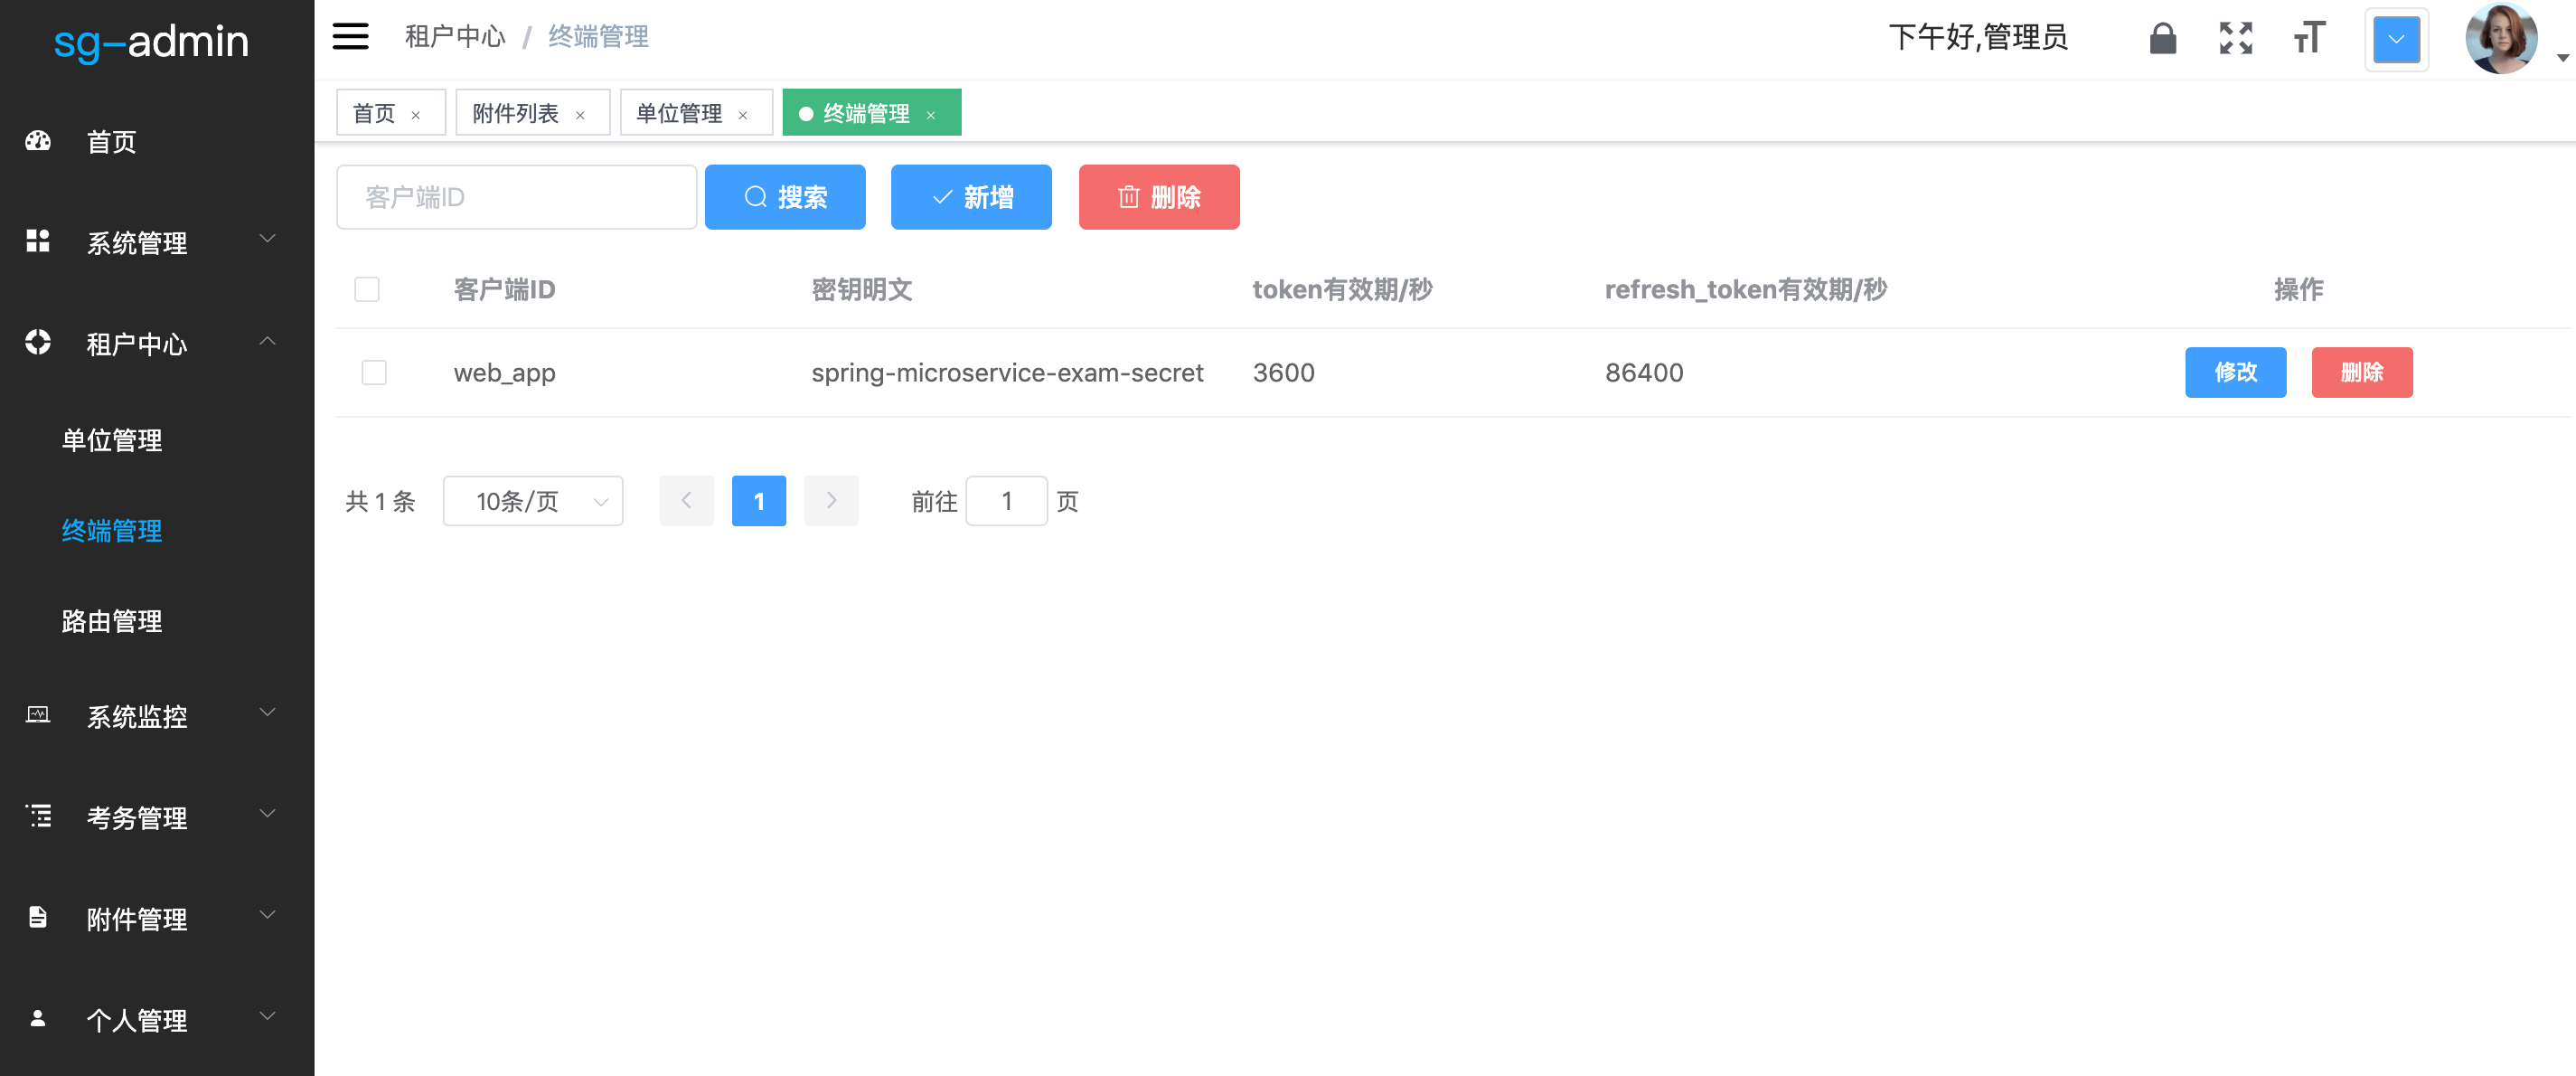 sg-admin
首页
系统管理
租户中心
单位管理
终端管理
路由管理
系统监控
考务管理
附件管理
个人管理
租户中心 / 终端管理
下午好,管理员
首页 ×
附件列表 ×
单位管理 ×
终端管理 ×
客户端ID
搜索
新增
删除
客户端ID 密钥明文 token有效期/秒 refresh_token有效期/秒 操作
web_app spring-microservice-exam-secret 3600 86400 修改 删除
共 1 条 10条/页 1 前往 1 页